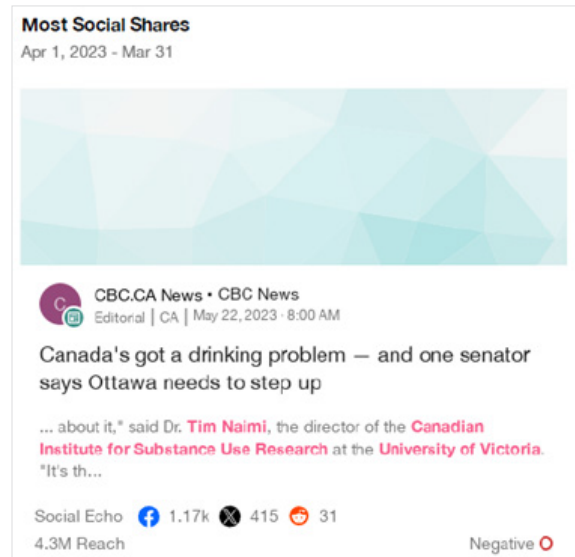 Most Social Shares
Apr 1, 2023 - Mar 31
C
CBC.CA News • CBC News
Editorial | CA | May 22, 2023 · 8:00 AM
Canada's got a drinking problem — and one senator
says Ottawa needs to step up
... about it," said Dr. Tim Naimi, the director of the Canadian
Institute for Substance Use Research at the University of Victoria.
"It's th...
Social Echo 1.17k 415 31
4.3M Reach Negative